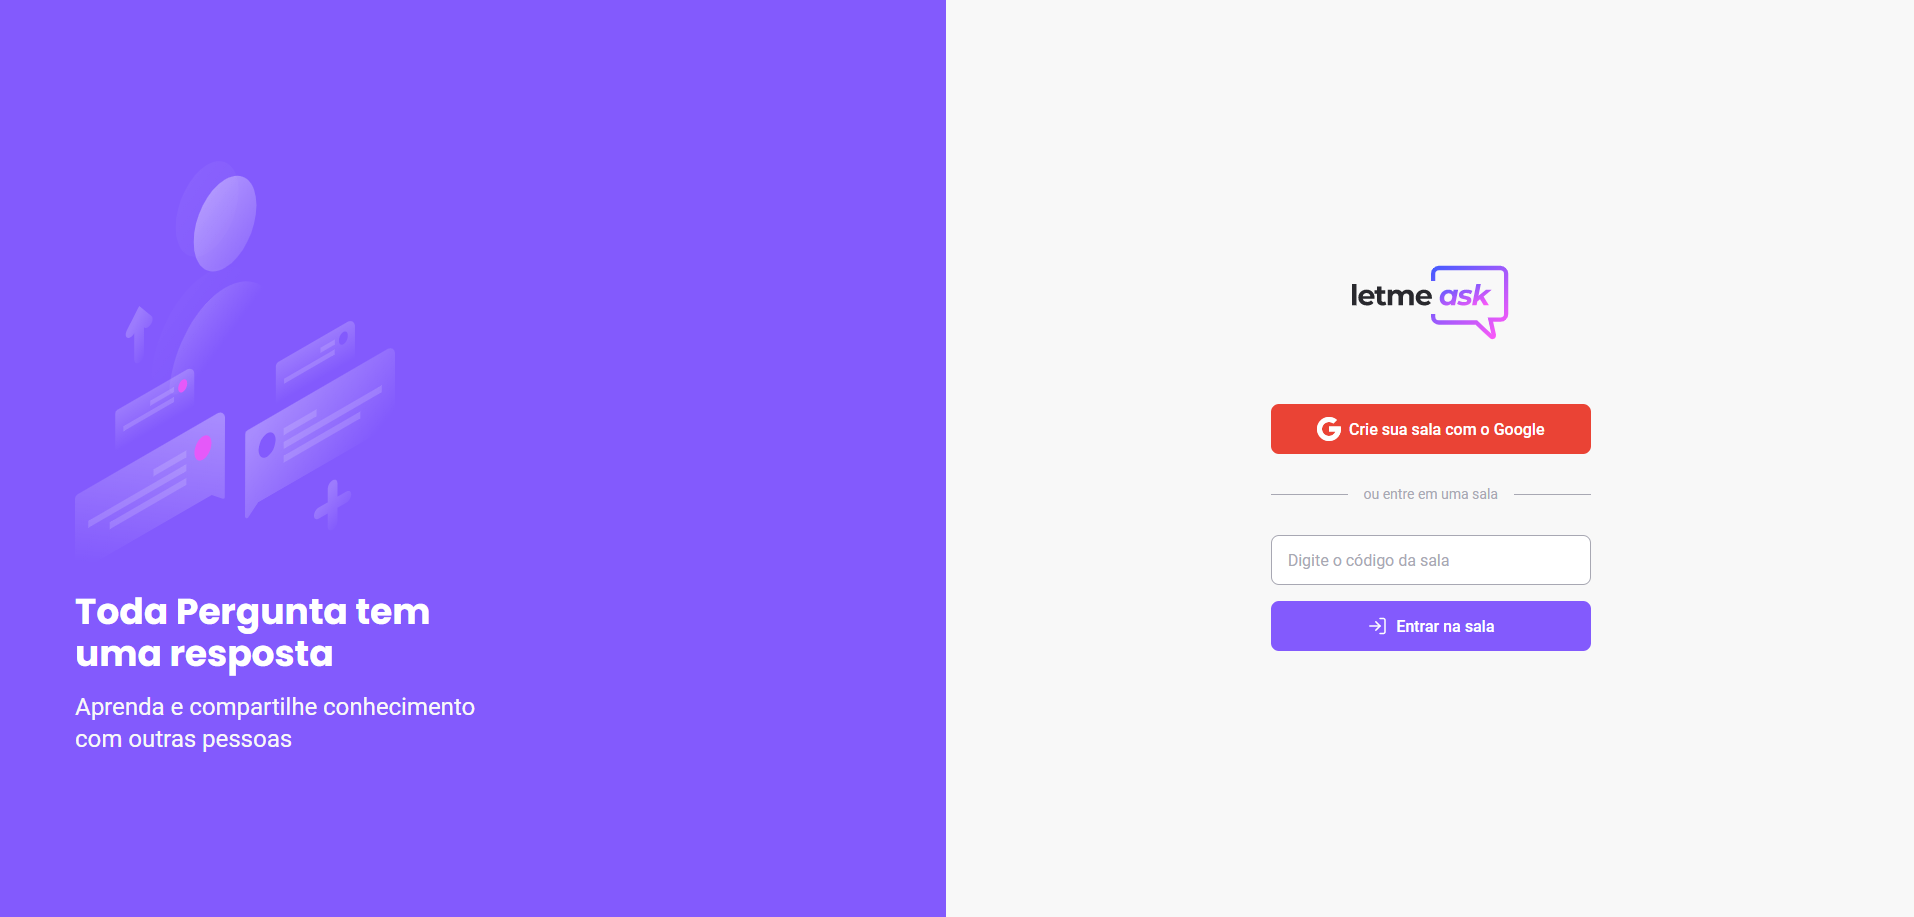 Toda Pergunta tem
uma resposta
Aprenda e compartilhe conhecimento
com outras pessoas
letme ask
Crie sua sala com o Google
ou entre em uma sala
Digite o código da sala
Entrar na sala